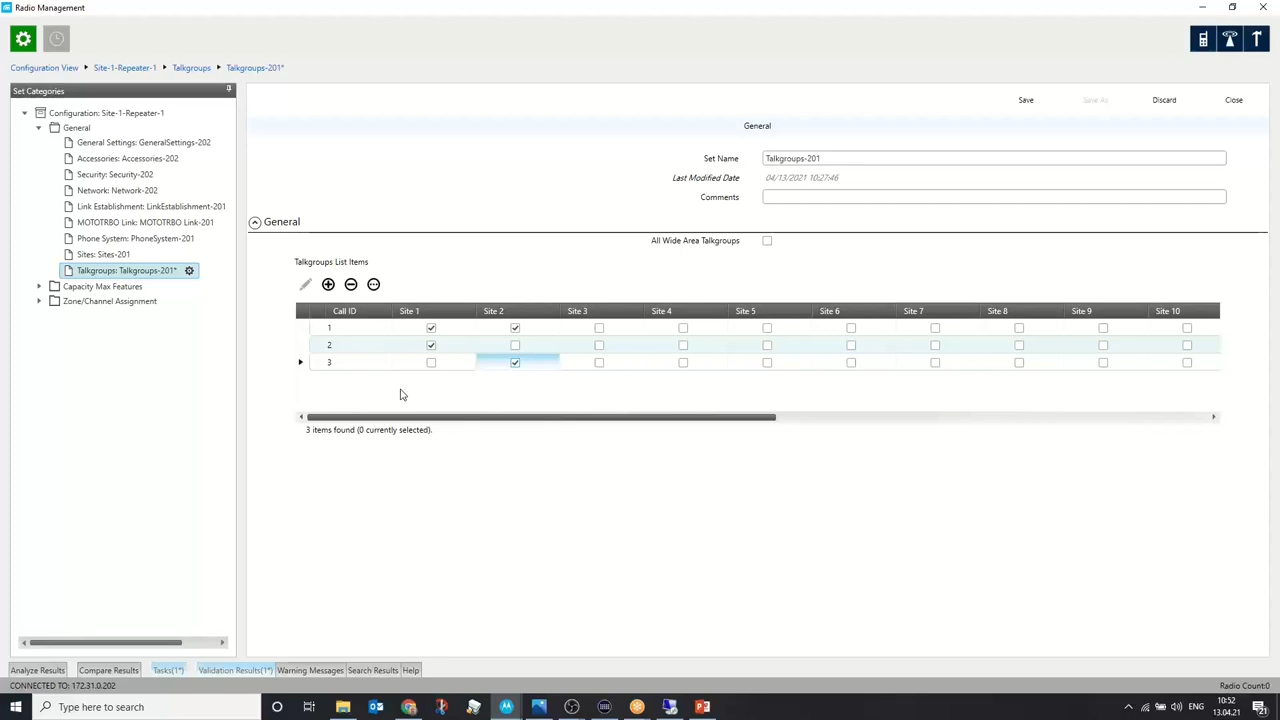 Radio Management
Configuration View Site-1-Repeater-1 Talkgroups Talkgroups-201*
Set Categories
Configuration: Site-1-Repeater-1
General
General Settings: GeneralSettings-202
Accessories: Accessories-202
Security: Security-202
Network: Network-202
Link Establishment: LinkEstablishment-201
MOTOTRBO Link: MOTOTRBO Link-201
Phone System: PhoneSystem-201
Sites: Sites-201
Talkgroups: Talkgroups-201*
Capacity Max Features
Zone/Channel Assignment
Save Save As Discard Close
General
Set Name Talkgroups-201
Last Modified Date 04/13/2021 10:27:46
Comments
General
All Wide Area Talkgroups
Talkgroups List Items
Call ID Site 1 Site 2 Site 3 Site 4 Site 5 Site 6 Site 7 Site 8 Site 9 Site 10
1
2
3
3 items found (0 currently selected).
Analyze Results Compare Results Tasks(1*) Validation Results(1*) Warning Messages Search Results Help
CONNECTED TO: 172.31.0.202 Radio Count:0
Type here to search ENG 10:52
13.04.21 21